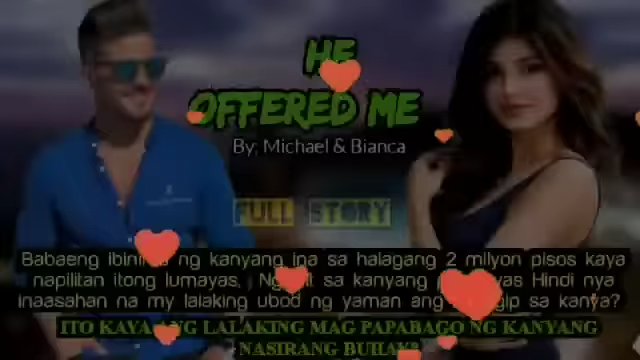 HE
OFFERED ME
By; Michael & Bianca
FULL STORY
Babaeng ng kanyang ina sa halagang 2 milyon pisos kaya
napilitan itong lumayas. sa kanyang Hindi nya
inaasahan na my lalaking ubod ng yaman sa kanya?
ITO KAYA ANG LALAKING MAG PAPABAGO NG KANYANG
NASIRANG